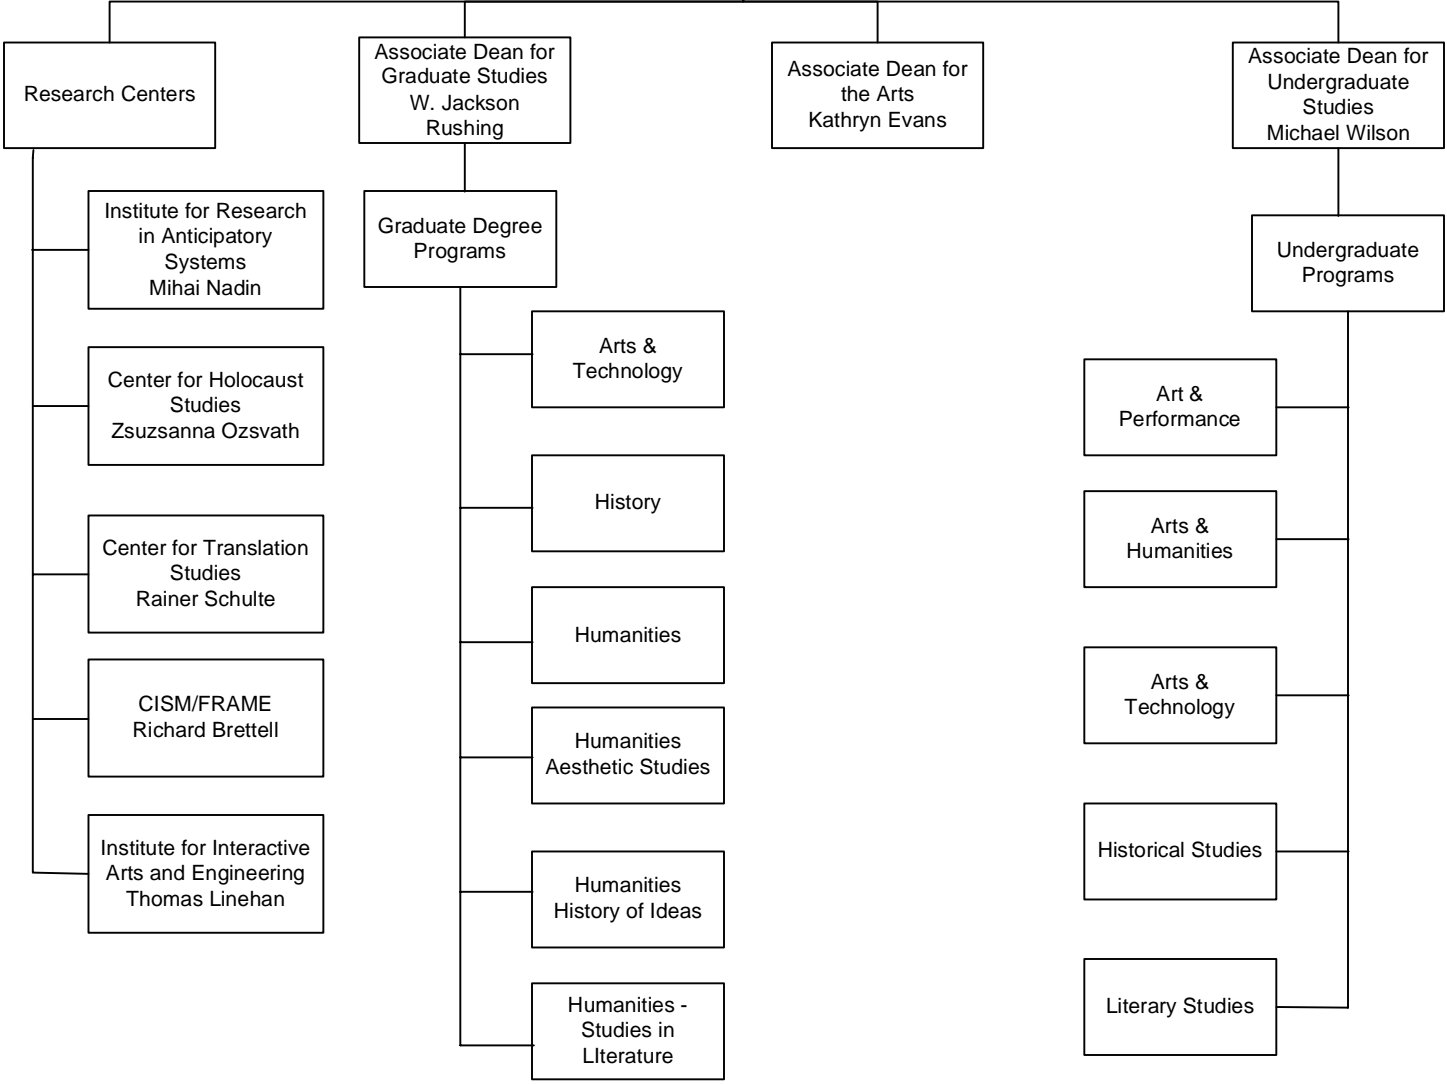 Research Centers
Associate Dean for
Graduate Studies
W. Jackson
Rushing
Associate Dean for
the Arts
Kathryn Evans
Associate Dean for
Undergraduate
Studies
Michael Wilson
Institute for Research
in Anticipatory
Systems
Mihai Nadin
Center for Holocaust
Studies
Zsuzsanna Ozsvath
Center for Translation
Studies
Rainer Schulte
CISM/FRAME
Richard Brettell
Institute for Interactive
Arts and Engineering
Thomas Linehan
Graduate Degree
Programs
Arts &
Technology
History
Humanities
Humanities
Aesthetic Studies
Humanities
History of Ideas
Humanities -
Studies in
LIterature
Undergraduate
Programs
Art &
Performance
Arts &
Humanities
Arts &
Technology
Historical Studies
Literary Studies